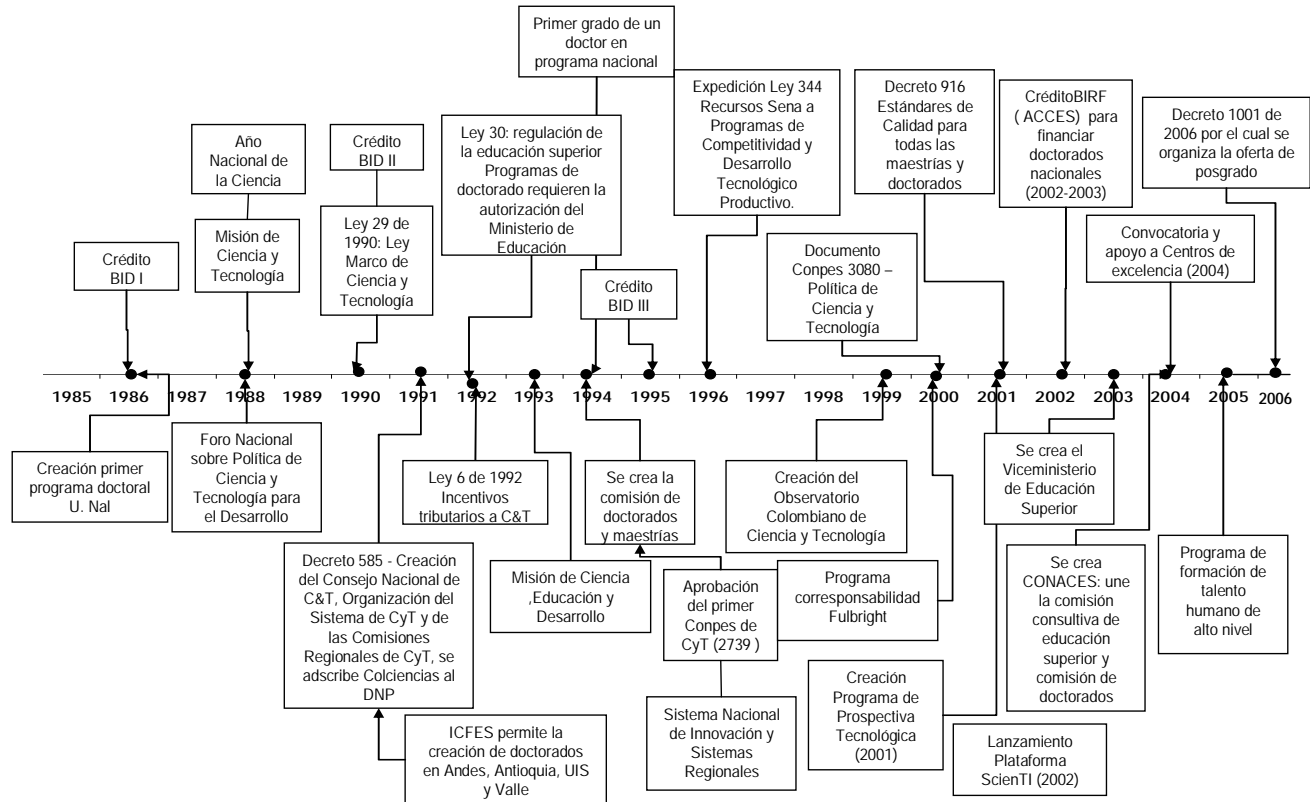 Primer grado de un
doctor en
programa nacional
Año
Nacional de
la Ciencia
Crédito
BID II
Ley 30: regulación de
la educación superior
Programas de
doctorado requieren la
autorización del
Ministerio de
Educación
Expedición Ley 344
Recursos Sena a
Programas de
Competitividad y
Desarrollo
Tecnológico
Productivo.
Decreto 916
Estándares de
Calidad para
todas las
maestrías y
doctorados
CréditoBIRF
( ACCES) para
financiar
doctorados
nacionales
(2002-2003)
Decreto 1001 de
2006 por el cual se
organiza la oferta de
posgrado
Crédito
BID I
Misión de
Ciencia y
Tecnología
Ley 29 de
1990: Ley
Marco de
Ciencia y
Tecnología
Crédito
BID III
Documento
Conpes 3080 –
Política de
Ciencia y
Tecnología
Convocatoria y
apoyo a Centros de
excelencia (2004)
1985 1986 1987 1988 1989 1990 1991 1992 1993 1994 1995 1996 1997 1998 1999 2000 2001 2002 2003 2004 2005 2006
Creación primer
programa doctoral
U. Nal
Foro Nacional
sobre Política de
Ciencia y
Tecnología para
el Desarrollo
Ley 6 de 1992
Incentivos
tributarios a C&T
Se crea la
comisión de
doctorados
y maestrías
Creación del
Observatorio
Colombiano de
Ciencia y Tecnología
Se crea el
Viceministerio
de Educación
Superior
Decreto 585 - Creación
del Consejo Nacional de
C&T, Organización del
Sistema de CyT y de
las Comisiones
Regionales de CyT, se
adscribe Colciencias al
DNP
Misión de Ciencia
,Educación y
Desarrollo
Aprobación
del primer
Conpes de
CyT (2739 )
Programa
corresponsabilidad
Fulbright
Se crea
CONACES: une
la comisión
consultiva de
educación
superior y
comisión de
doctorados
Programa de
formación de
talento
humano de
alto nivel
ICFES permite la
creación de doctorados
en Andes, Antioquia, UIS
y Valle
Sistema Nacional
de Innovación y
Sistemas
Regionales
Creación
Programa de
Prospectiva
Tecnológica
(2001)
Lanzamiento
Plataforma
ScienTI (2002)